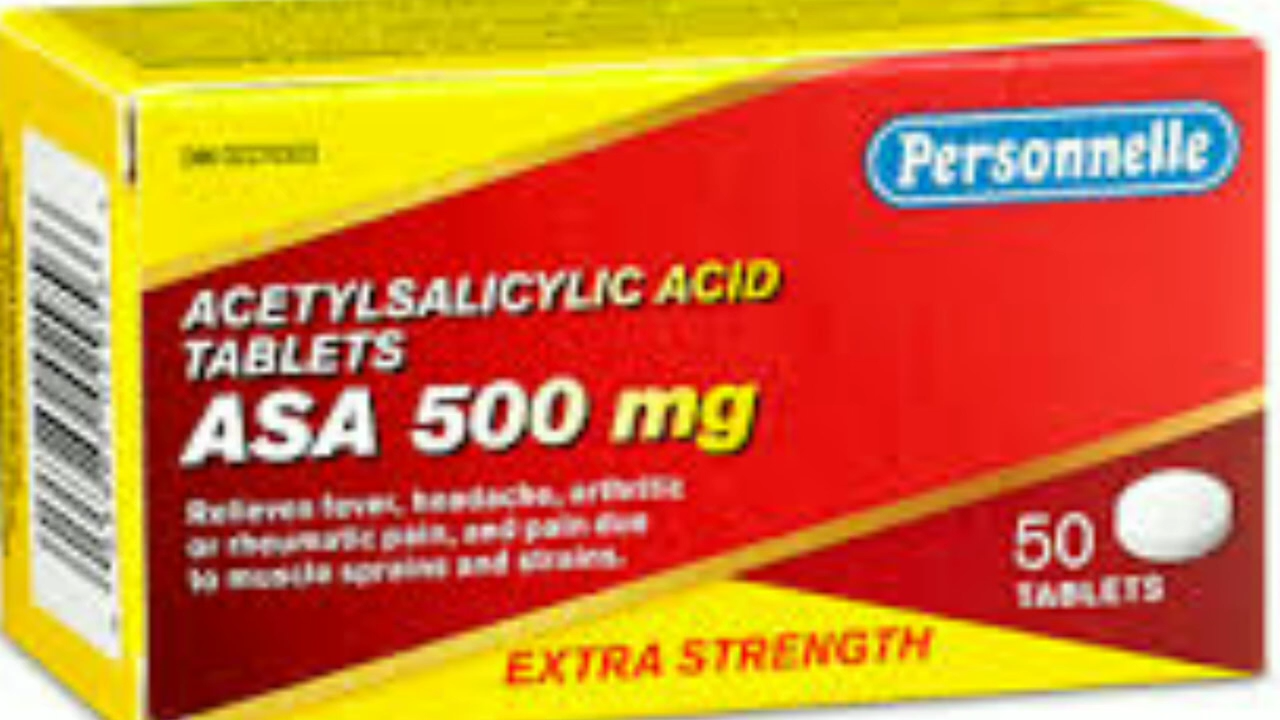 Personnelle
ACETYLSALICYLIC ACID
TABLETS
ASA 500 mg
Relieves fever, headache, arthritic
or rheumatic pain, and pain due
to muscle sprains and strains.
50
TABLETS
EXTRA STRENGTH